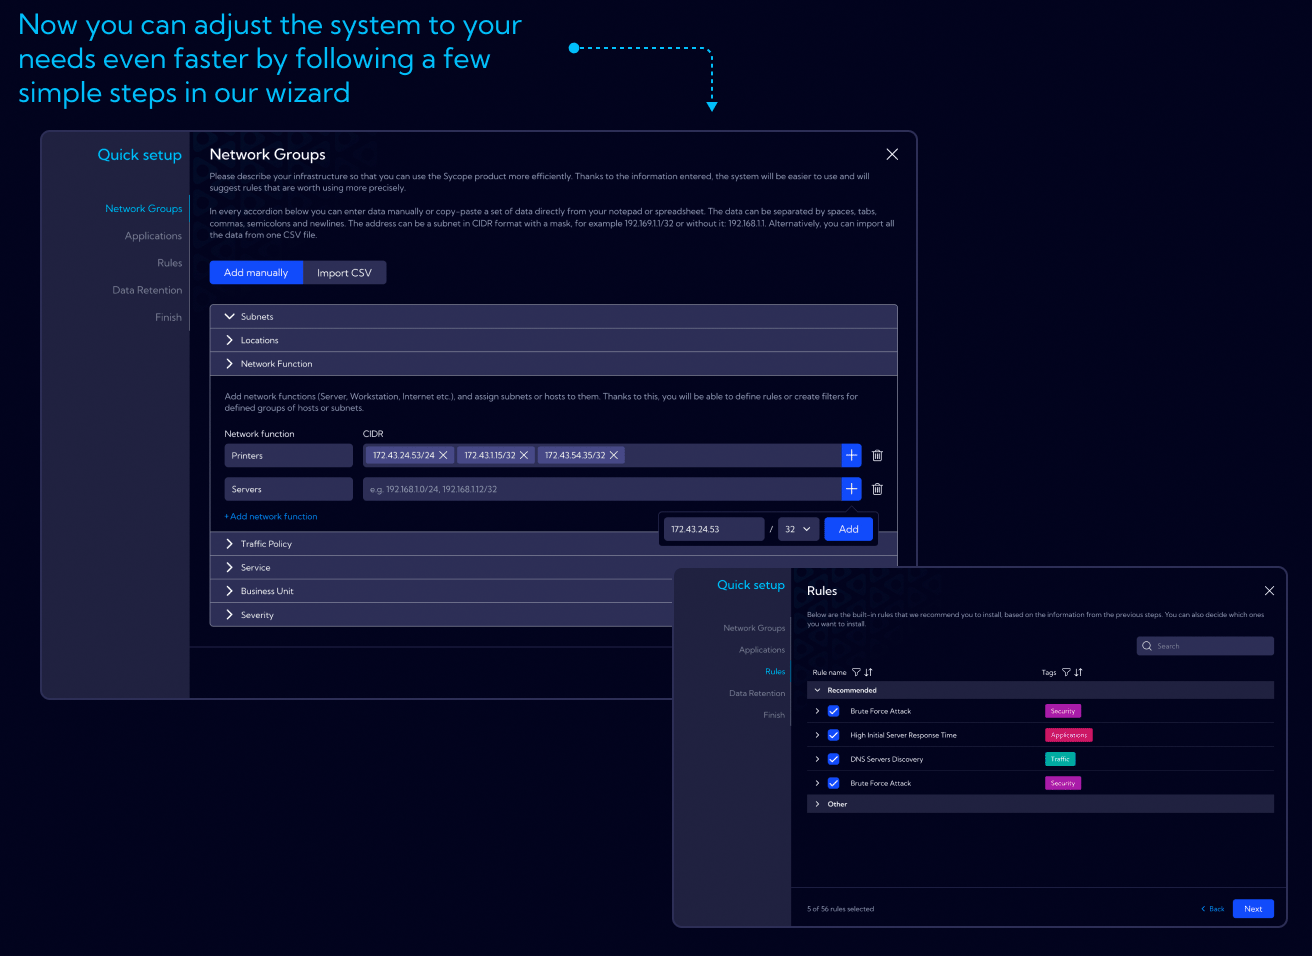 Now you can adjust the system to your
needs even faster by following a few
simple steps in our wizard
Quick setup
Network Groups
Applications
Rules
Data Retention
Finish
Network Groups
Please describe your infrastructure so that you can use the Sycope product more efficiently. Thanks to the information entered, the system will be easier to use and will
suggest rules that are worth using more precisely.
In every accordion below you can enter data manually or copy-paste a set of data directly from your notepad or spreadsheet. The data can be separated by spaces, tabs,
commas, semicolons and newlines. The address can be a subnet in CIDR format with a mask, for example 192.169.1.1/32 or without it: 192.168.1.1. Alternatively, you can import all
the data from one CSV file.
Add manually Import CSV
Subnets
Locations
Network Function
Add network functions (Server, Workstation, Internet etc.), and assign subnets or hosts to them. Thanks to this, you will be able to define rules or create filters for
defined groups of hosts or subnets.
Network function CIDR
Printers 172.43.24.53/24 172.43.1.15/32 172.43.54.35/32
Servers e.g. 192.168.1.0/24, 192.168.1.12/32
+Add network function
172.43.24.53 / 32 Add
Traffic Policy
Service
Business Unit
Severity
Quick setup
Network Groups
Applications
Rules
Data Retention
Finish
Rules
Below are the built-in rules that we recommend you to install, based on the information from the previous steps. You can also decide which ones
you want to install.
Search
Rule name Tags
Recommended
Brute Force Attack Security
High Initial Server Response Time Applications
DNS Servers Discovery Traffic
Brute Force Attack Security
Other
5 of 56 rules selected Back Next